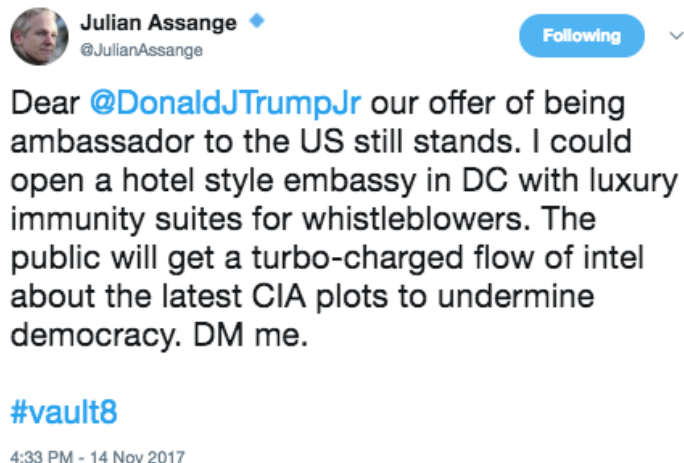 Julian Assange
@JulianAssange
Following
Dear @DonaldJTrumpJr our offer of being
ambassador to the US still stands. I could
open a hotel style embassy in DC with luxury
immunity suites for whistleblowers. The
public will get a turbo-charged flow of intel
about the latest CIA plots to undermine
democracy. DM me.
#vault8
4:33 PM - 14 Nov 2017